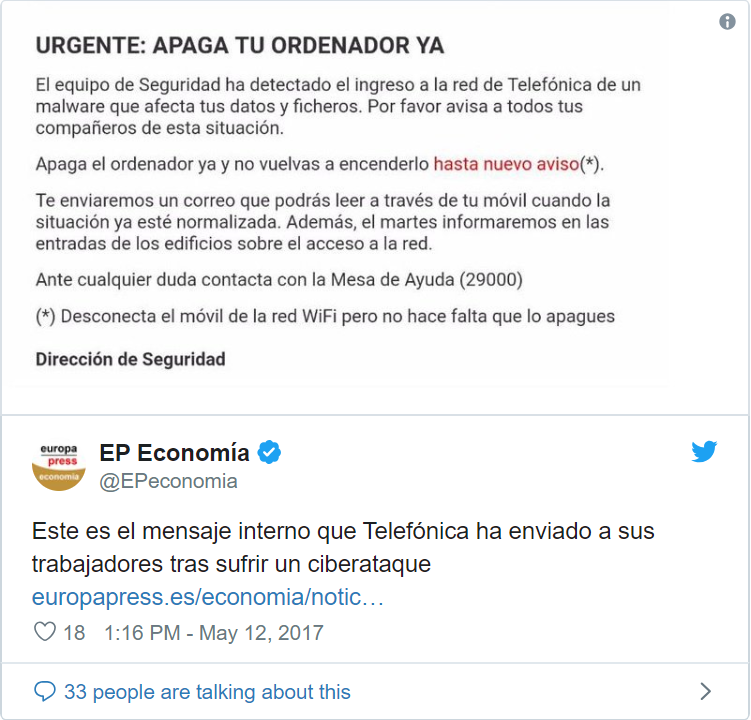 URGENTE: APAGA TU ORDENADOR YA
El equipo de Seguridad ha detectado el ingreso a la red de Telefónica de un
malware que afecta tus datos y ficheros. Por favor avisa a todos tus
compañeros de esta situación.
Apaga el ordenador ya y no vuelvas a encenderlo hasta nuevo aviso(*).
Te enviaremos un correo que podrás leer a través de tu móvil cuando la
situación ya esté normalizada. Además, el martes informaremos en las
entradas de los edificios sobre el acceso a la red.
Ante cualquier duda contacta con la Mesa de Ayuda (29000)
(*) Desconecta el móvil de la red WiFi pero no hace falta que lo apagues
Dirección de Seguridad
europa
press
economía
EP Economía
@EPeconomia
Este es el mensaje interno que Telefónica ha enviado a sus
trabajadores tras sufrir un ciberataque
europapress.es/economia/notic…
18 1:16 PM - May 12, 2017
33 people are talking about this